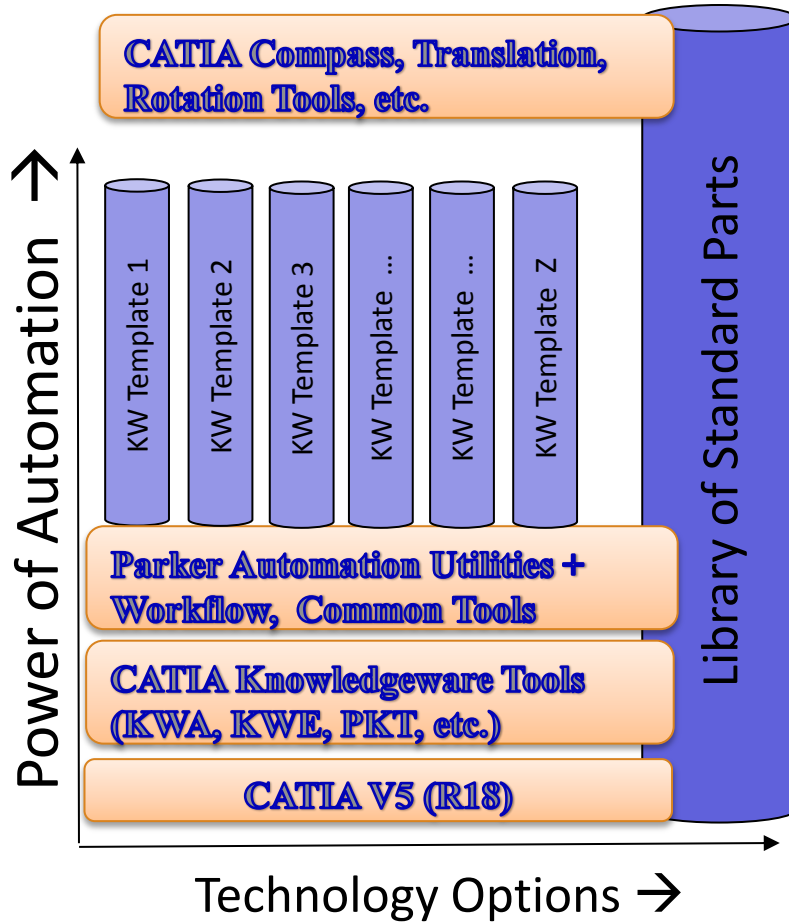 CATIA Compass, Translation,
Rotation Tools, etc.
Power of Automation →
KW Template 1
KW Template 2
KW Template 3
KW Template ...
KW Template ...
KW Template Z
Library of Standard Parts
Parker Automation Utilities +
Workflow, Common Tools
CATIA Knowledgeware Tools
(KWA, KWE, PKT, etc.)
CATIA V5 (R18)
Technology Options →